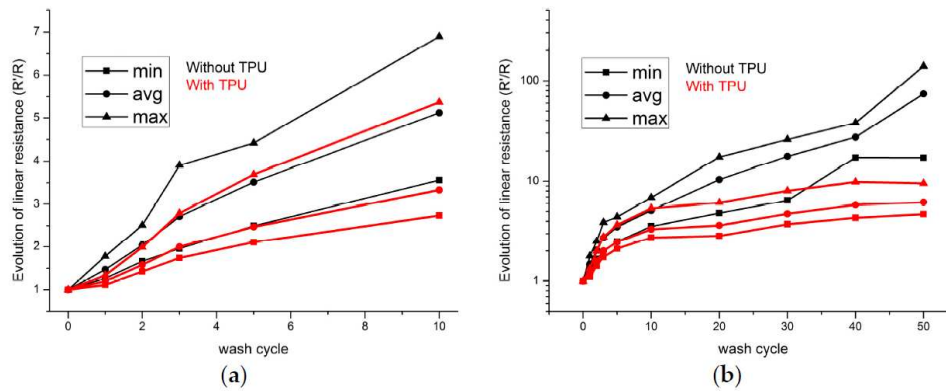 7
6
5
4
3
2
1
Evolution of linear resistance (R'/R)
min
avg
max
Without TPU
With TPU
0 2 4 6 8 10
wash cycle
(a)
100
10
1
Evolution of linear resistance (R'/R)
min
avg
max
Without TPU
With TPU
0 10 20 30 40 50
wash cycle
(b)